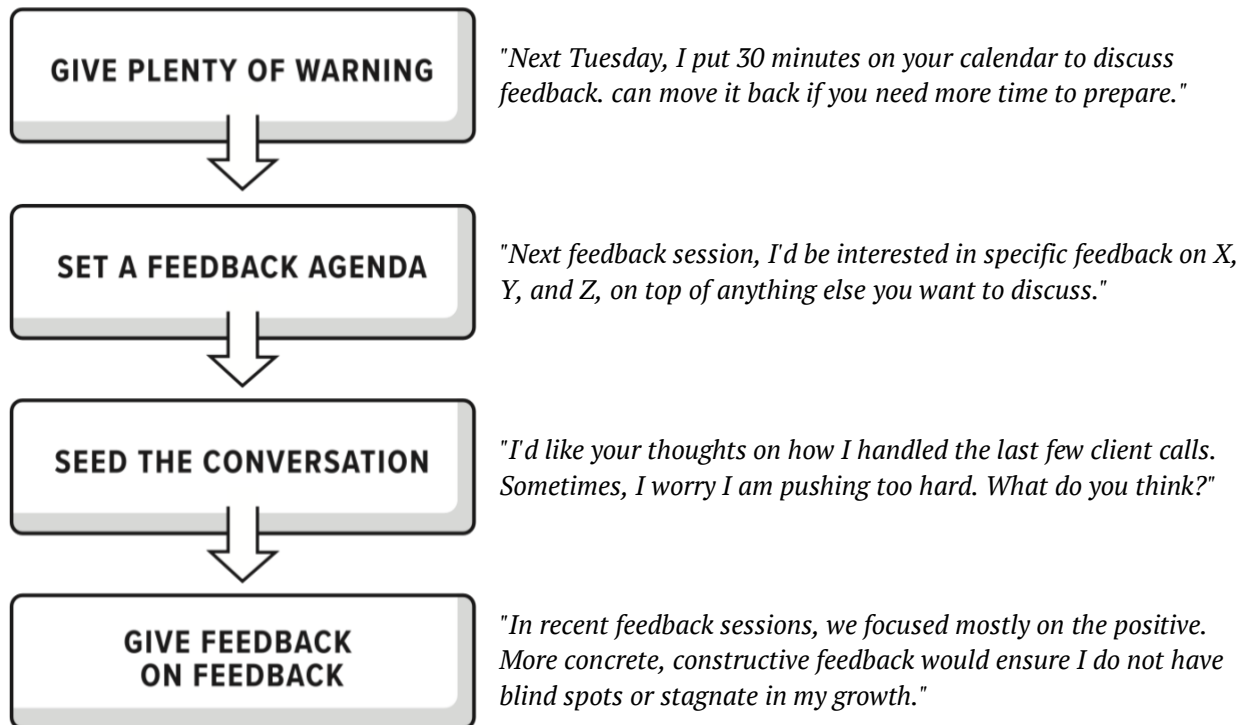 GIVE PLENTY OF WARNING
"Next Tuesday, I put 30 minutes on your calendar to discuss
feedback. can move it back if you need more time to prepare."
SET A FEEDBACK AGENDA
"Next feedback session, I'd be interested in specific feedback on X,
Y, and Z, on top of anything else you want to discuss."
SEED THE CONVERSATION
"I'd like your thoughts on how I handled the last few client calls.
Sometimes, I worry I am pushing too hard. What do you think?"
GIVE FEEDBACK
ON FEEDBACK
"In recent feedback sessions, we focused mostly on the positive.
More concrete, constructive feedback would ensure I do not have
blind spots or stagnate in my growth."